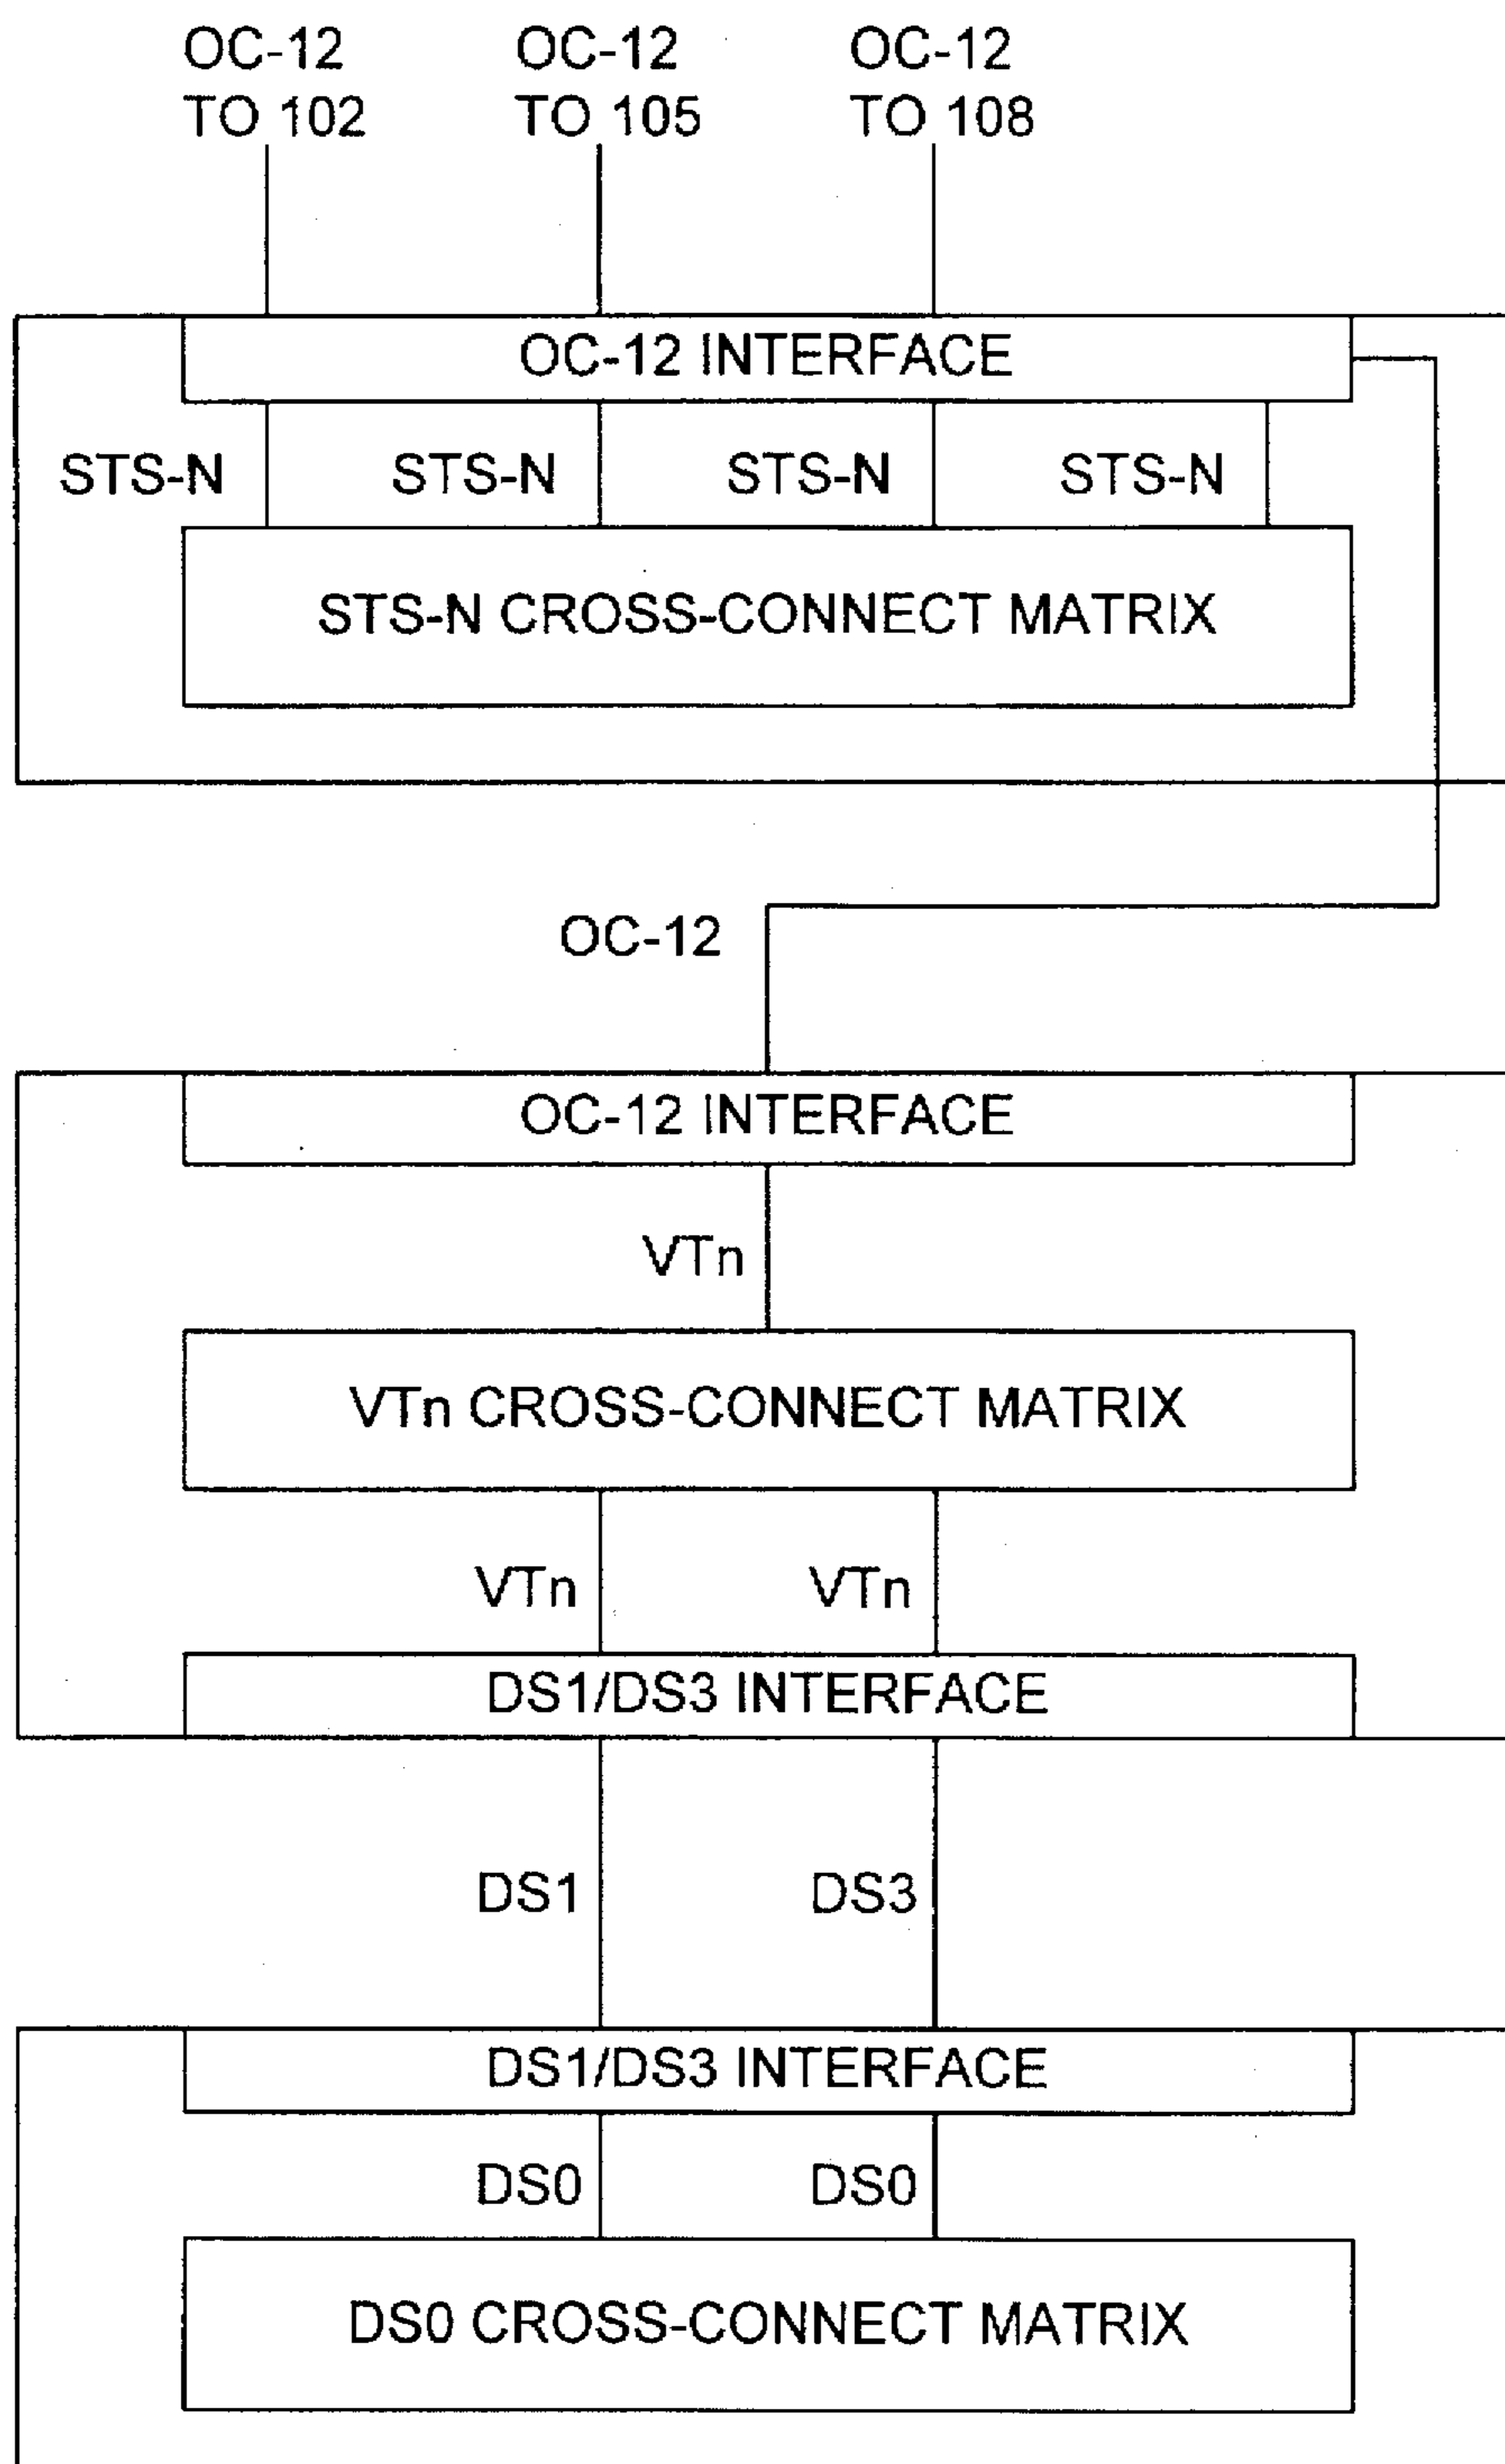 OC-12 OC-12 OC-12
TO 102 TO 105 TO 108
OC-12 INTERFACE
STS-N STS-N STS-N STS-N
STS-N CROSS-CONNECT MATRIX
OC-12
OC-12 INTERFACE
VTn
VTn CROSS-CONNECT MATRIX
VTn VTn
DS1/DS3 INTERFACE
DS1 DS3
DS1/DS3 INTERFACE
DS0 DS0
DS0 CROSS-CONNECT MATRIX